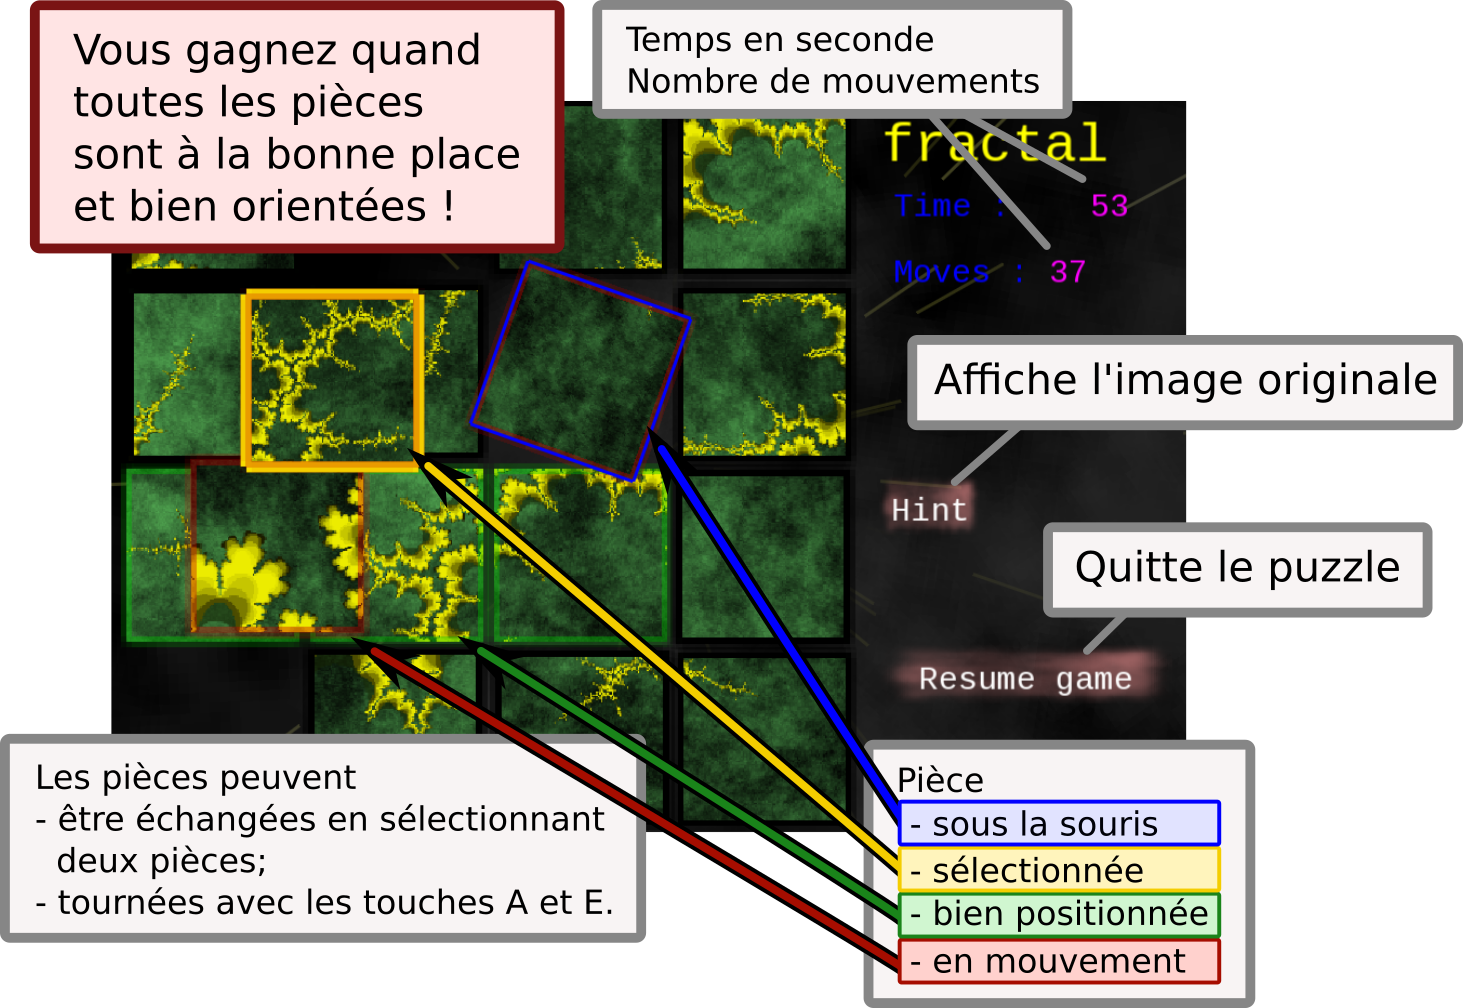 Vous gagnez quand
toutes les pièces
sont à la bonne place
et bien orientées !
Temps en seconde
Nombre de mouvements
fractal
Time : 53
Moves : 37
Affiche l'image originale
Hint
Quitte le puzzle
Resume game
Les pièces peuvent
- être échangées en sélectionnant
deux pièces;
- tournées avec les touches A et E.
Pièce
- sous la souris
- sélectionnée
- bien positionnée
- en mouvement